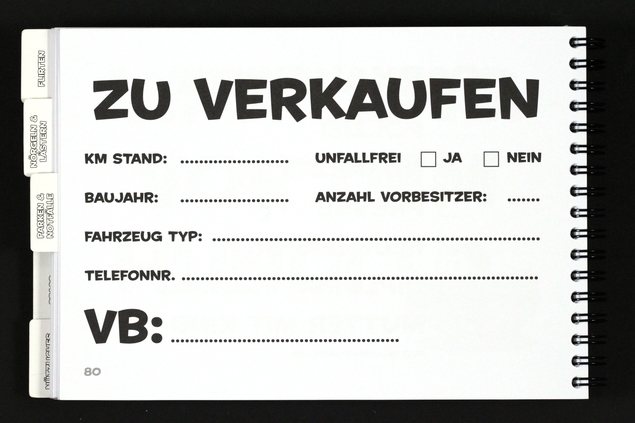 FLIRTEN
NÖRGELN &
LÄSTERN
PARKEN &
NOTFÄLLE
ZU VERKAUFEN
KM STAND: ........................ UNFALLFREI JA NEIN
BAUJAHR: ........................ ANZAHL VORBESITZER: .......
FAHRZEUG TYP: ........................................................................
TELEFONNR. ................................................................................
VB: ..................................................
80